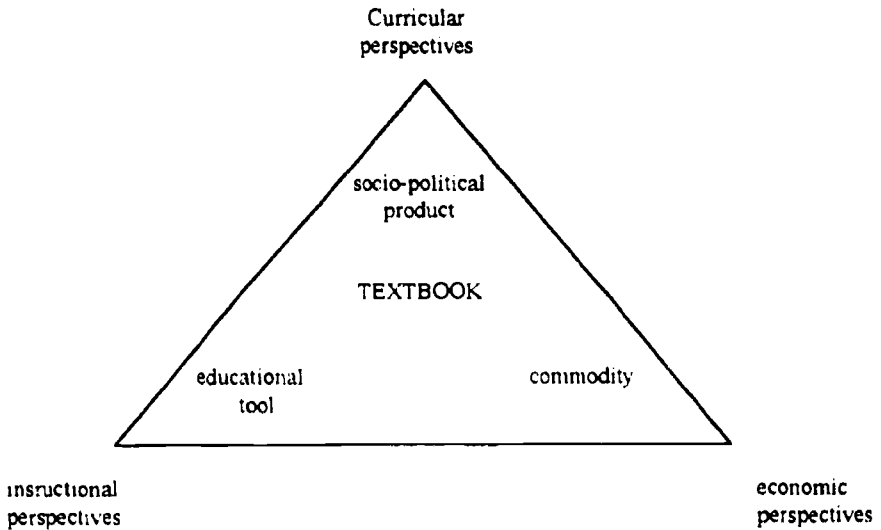 Curricular
perspectives
socio-political
product
TEXTBOOK
educational
tool
commodity
insructional
perspectives
economic
perspectives